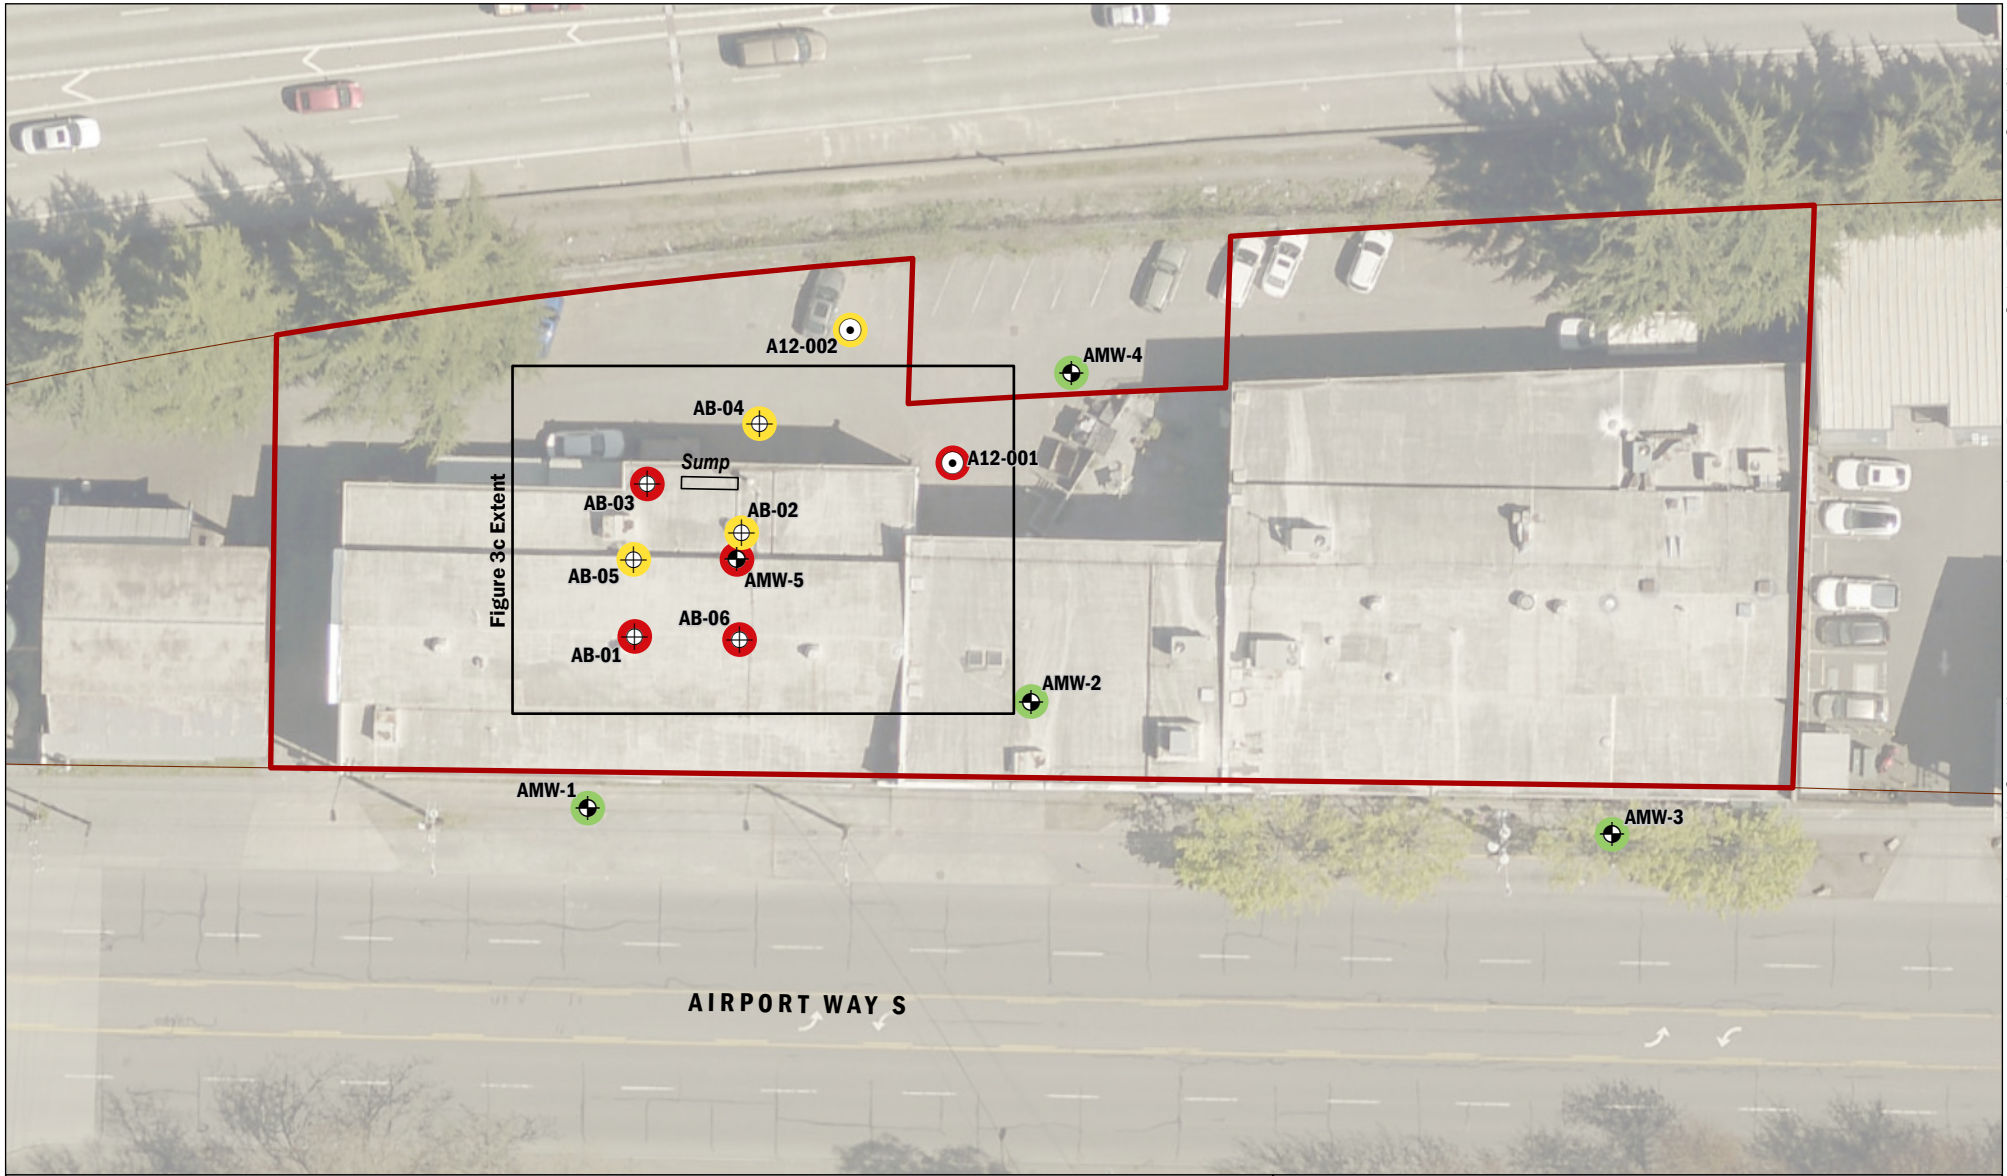 A12-002
AMW-4
AB-04
A12-001
Sump
AB-03
AB-02
Figure 3c Extent
AB-05
AMW-5
AB-06
AB-01
AMW-2
AMW-1
AMW-3
AIRPORT WAY S